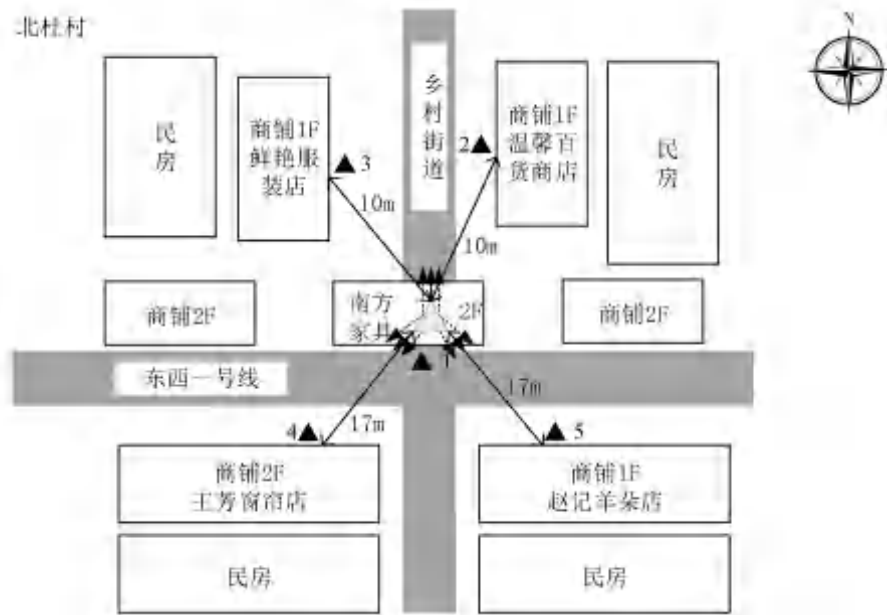 北杜村
N
民
房
商铺1F
鲜艳服
装店
3
乡
村
街
道
2
商铺1F
温馨百
货商店
民
房
10m
10m
商铺2F
南方
家具
2F
商铺2F
1
东西一号线
17m
17m
4
5
商铺2F
王芳窗帘店
商铺1F
赵记羊朵店
民房
民房